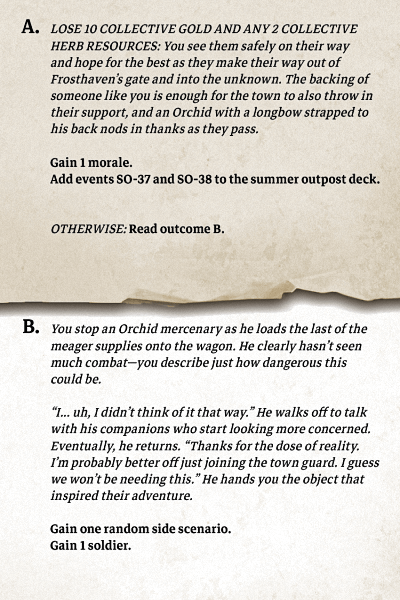 A. LOSE 10 COLLECTIVE GOLD AND ANY 2 COLLECTIVE
HERB RESOURCES: You see them safely on their way
and hope for the best as they make their way out of
Frosthaven's gate and into the unknown. The backing of
someone like you is enough for the town to also throw in
their support, and an Orchid with a longbow strapped to
his back nods in thanks as they pass.
Gain 1 morale.
Add events SO-37 and SO-38 to the summer outpost deck.
OTHERWISE: Read outcome B.
B. You stop an Orchid mercenary as he loads the last of the
meager supplies onto the wagon. He clearly hasn't seen
much combat—you describe just how dangerous this
could be.
"I... uh, I didn't think of it that way." He walks off to talk
with his companions who start looking more concerned.
Eventually, he returns. "Thanks for the dose of reality.
I'm probably better off just joining the town guard. I guess
we won't be needing this." He hands you the object that
inspired their adventure.
Gain one random side scenario.
Gain 1 soldier.